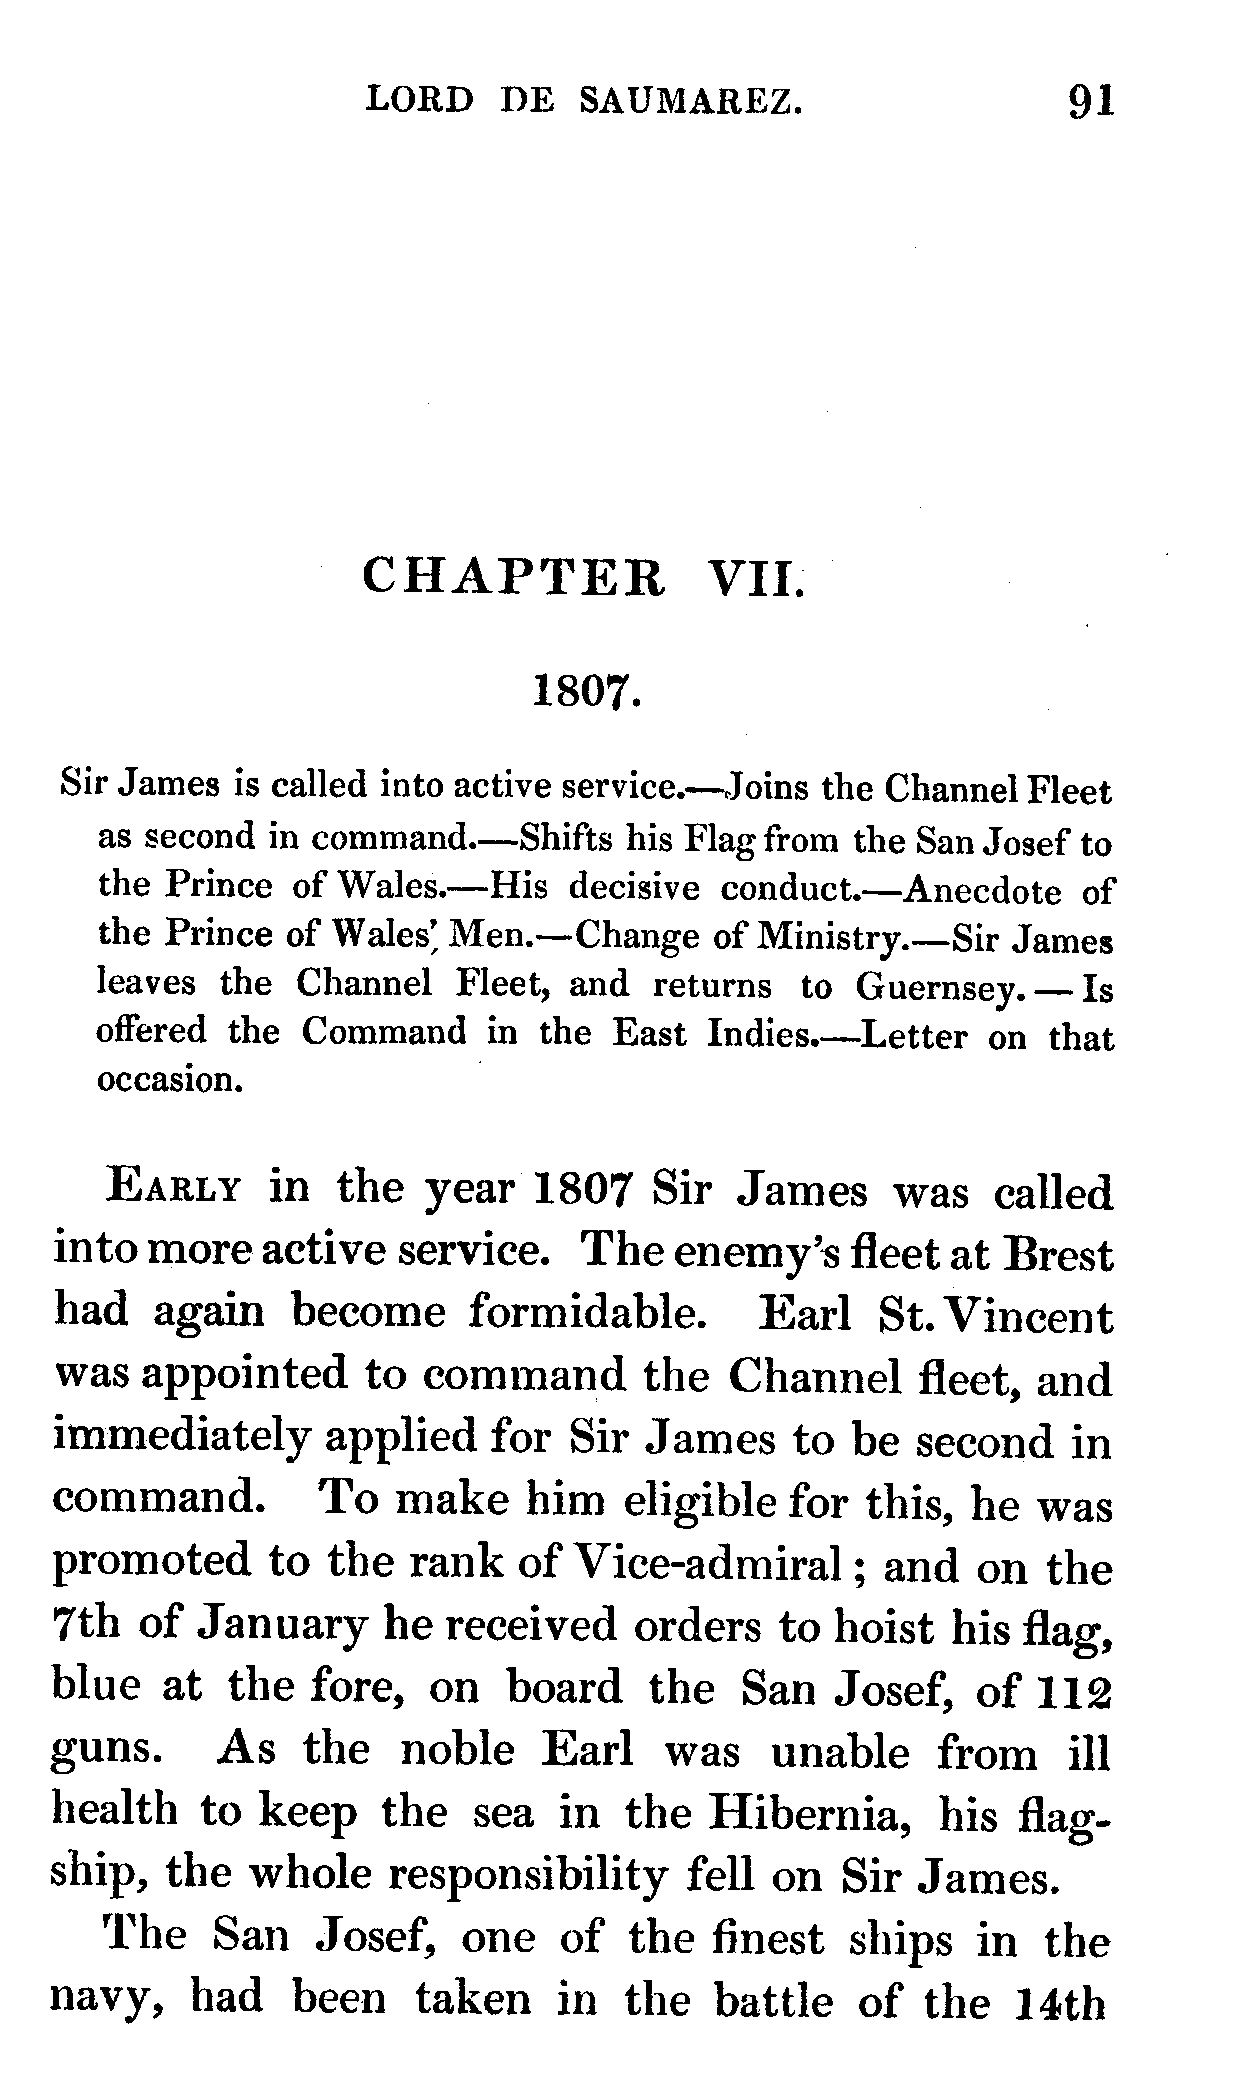 LORD DE SAUMAREZ. 91
CHAPTER VII.
1807.
Sir James is called into active service.—Joins the Channel Fleet
as second in command.—Shifts his Flag from the San Josef to
the Prince of Wales.—His decisive conduct.—Anecdote of
the Prince of Wales' Men.—Change of Ministry.—Sir James
leaves the Channel Fleet, and returns to Guernsey.—Is
offered the Command in the East Indies.—Letter on that
occasion.
EARLY in the year 1807 Sir James was called
into more active service. The enemy's fleet at Brest
had again become formidable. Earl St. Vincent
was appointed to command the Channel fleet, and
immediately applied for Sir James to be second in
command. To make him eligible for this, he was
promoted to the rank of Vice-admiral; and on the
7th of January he received orders to hoist his flag,
blue at the fore, on board the San Josef, of 112
guns. As the noble Earl was unable from ill
health to keep the sea in the Hibernia, his flag-
ship, the whole responsibility fell on Sir James.
The San Josef, one of the finest ships in the
navy, had been taken in the battle of the 14th